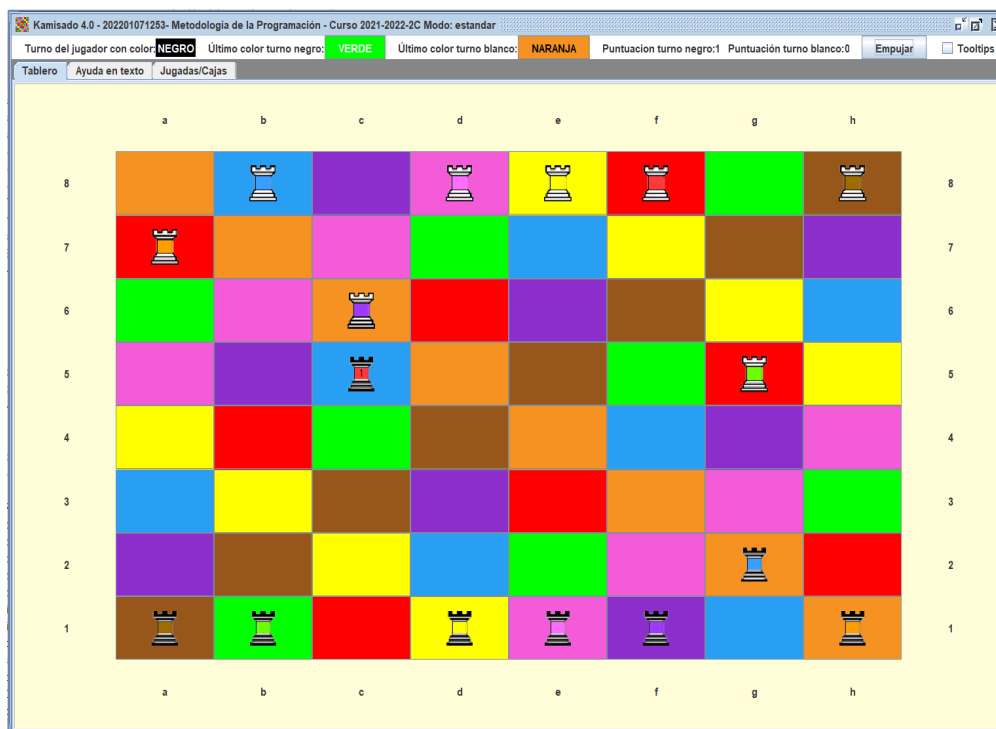 Kamisado 4.0 - 202201071253- Metodología de la Programación - Curso 2021-2022-2C Modo: estandar
Turno del jugador con color: NEGRO Último color turno negro: VERDE Último color turno blanco: NARANJA Puntuacion turno negro:1 Puntuación turno blanco:0 Empujar Tooltips
Tablero Ayuda en texto Jugadas/Cajas
a b c d e f g h
8 8
7 7
6 6
5 1 5
4 4
3 3
2 2
1 1
a b c d e f g h